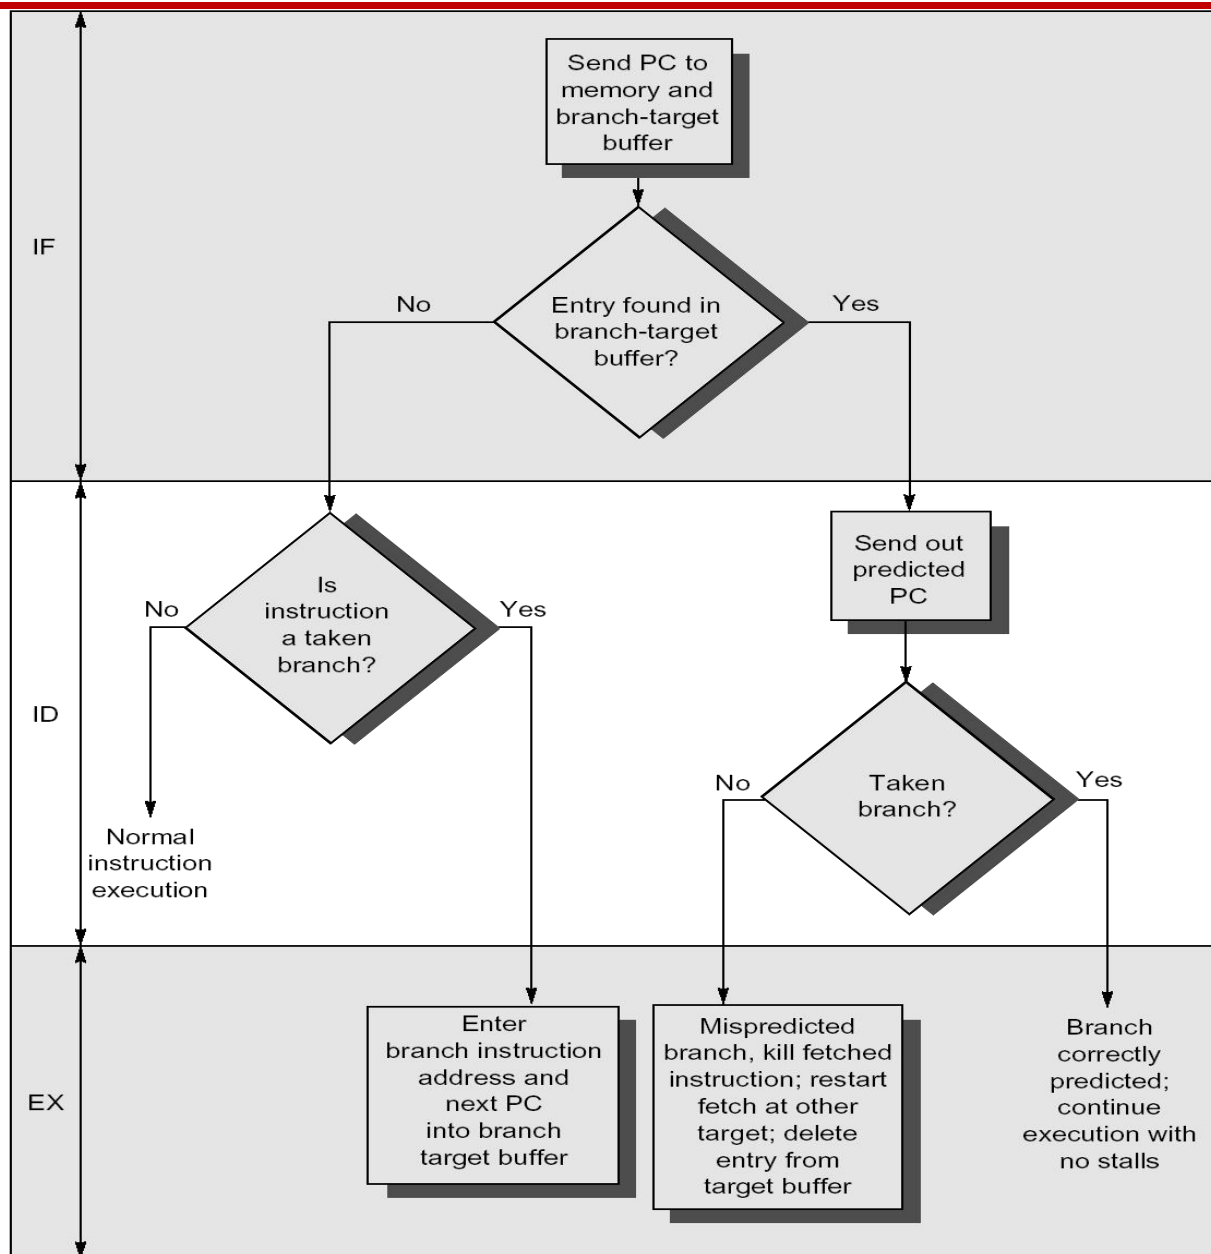 Send PC to
memory and
branch-target
buffer
IF
No
Entry found in
branch-target
buffer?
Yes
Is
instruction
a taken
branch?
No
Yes
Send out
predicted
PC
ID
Normal
instruction
execution
No
Taken
branch?
Yes
EX
Enter
branch instruction
address and
next PC
into branch
target buffer
Mispredicted
branch, kill fetched
instruction; restart
fetch at other
target; delete
entry from
target buffer
Branch
correctly
predicted;
continue
execution with
no stalls